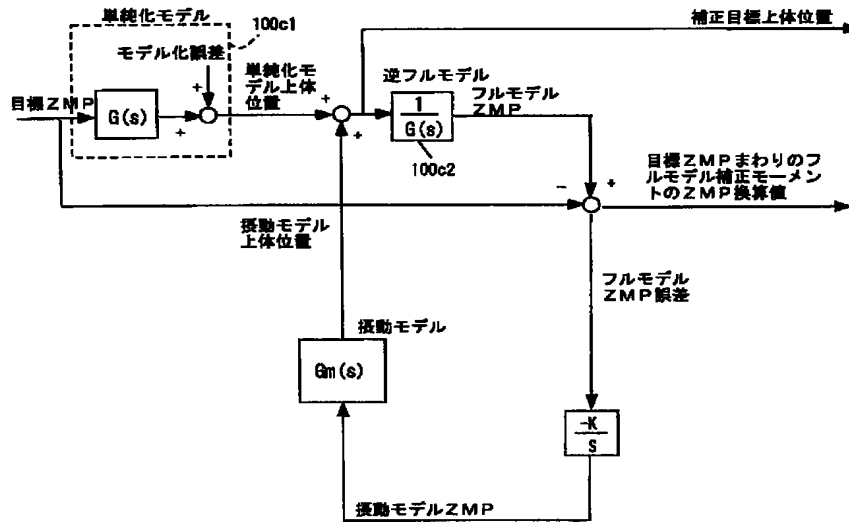 単純化モデル
100c1
モデル化誤差
補正目標上体位置
目標ZMP
G(s)
+
+
単純化モ
デル上体
位置
+
+
逆フルモデル
フルモデル
ZMP
1
G(s)
100c2
-
+
目標ZMPまわりのフ
ルモデル補正モーメン
トのZMP換算値
摂動モデル
上体位置
フルモデル
ZMP誤差
摂動モデル
Gm(s)
-K
S
摂動モデルZMP